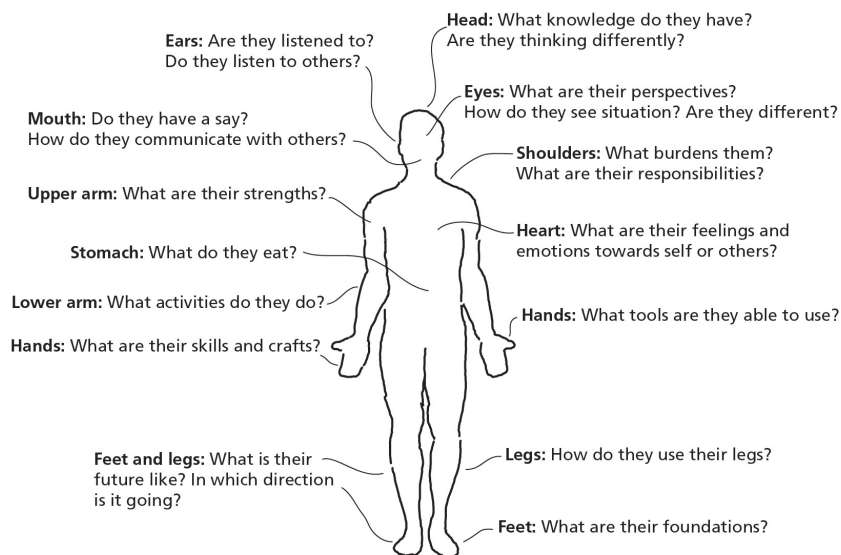 Head: What knowledge do they have?
Are they thinking differently?
Ears: Are they listened to?
Do they listen to others?
Eyes: What are their perspectives?
How do they see situation? Are they different?
Mouth: Do they have a say?
How do they communicate with others?
Shoulders: What burdens them?
What are their responsibilities?
Upper arm: What are their strengths?
Heart: What are their feelings and
emotions towards self or others?
Stomach: What do they eat?
Lower arm: What activities do they do?
Hands: What tools are they able to use?
Hands: What are their skills and crafts?
Feet and legs: What is their
future like? In which direction
is it going?
Legs: How do they use their legs?
Feet: What are their foundations?